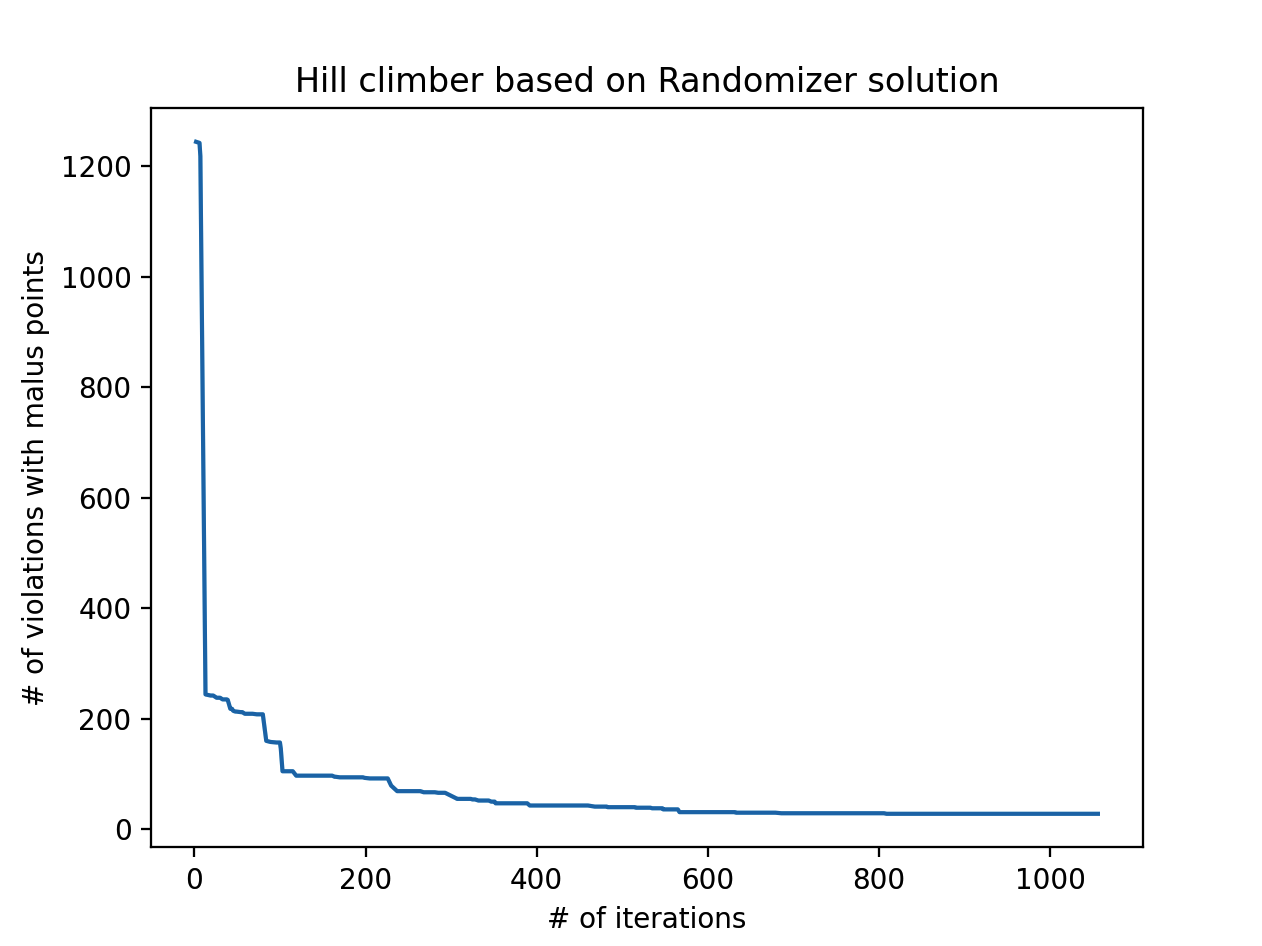 Hill climber based on Randomizer solution
# of violations with malus points
1200
1000
800
600
400
200
0
0 200 400 600 800 1000
# of iterations